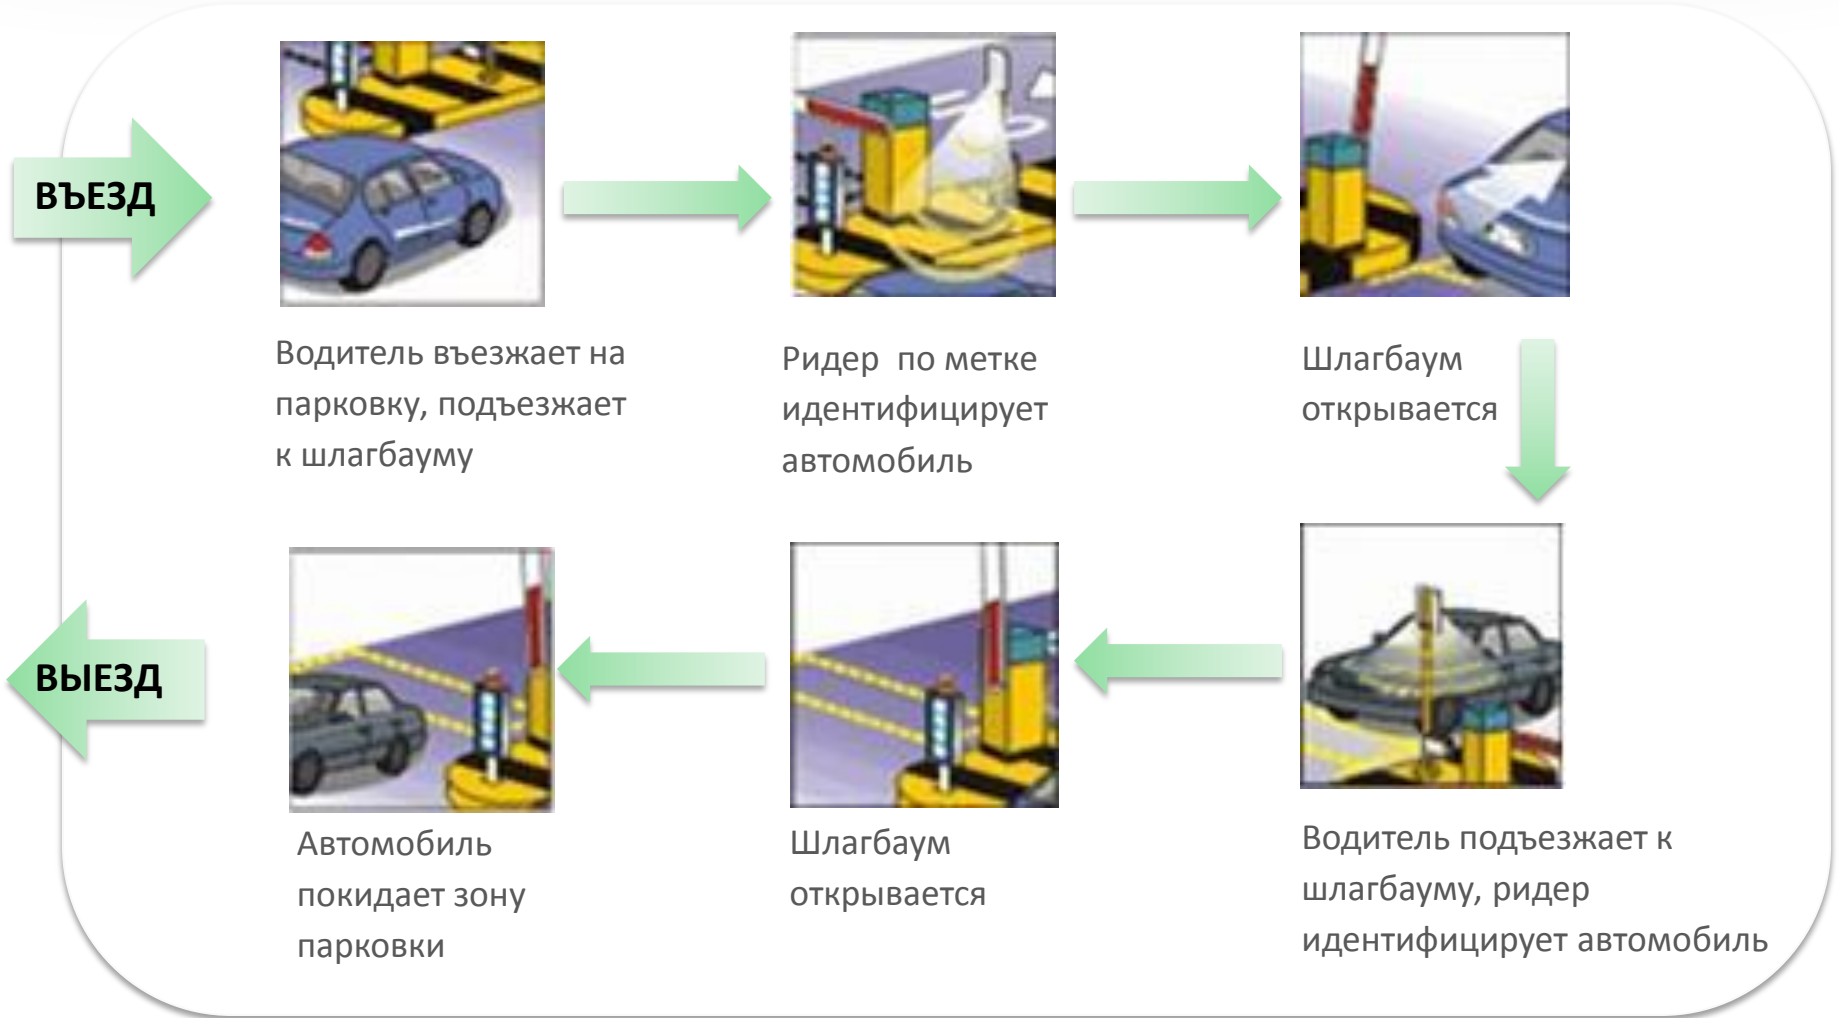 ВЪЕЗД
Водитель въезжает на
парковку, подъезжает
к шлагбауму
Ридер по метке
идентифицирует
автомобиль
Шлагбаум
открывается
Водитель подъезжает к
шлагбауму, ридер
идентифицирует автомобиль
Шлагбаум
открывается
Автомобиль
покидает зону
парковки
ВЫЕЗД